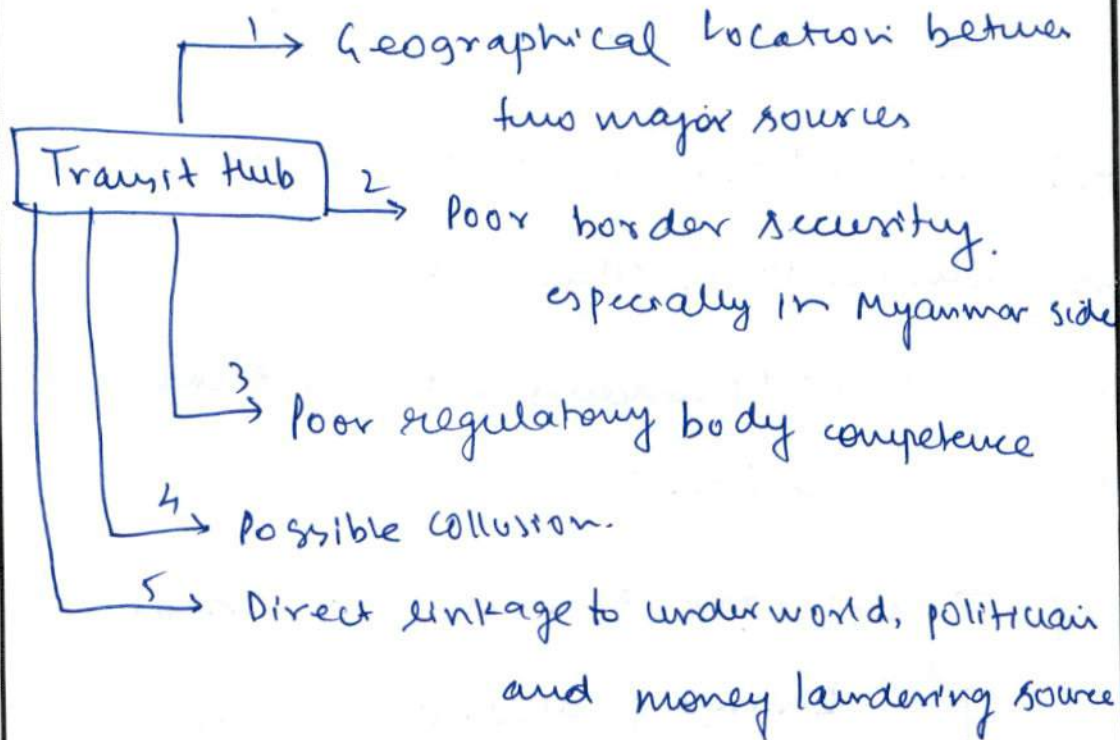 1 Geographical Location between
two major sources
Transit Hub
2 Poor border security.
especially in Myanmar side
3 Poor regulatory body competence
4 Possible collusion.
5 Direct linkage to underworld, politician
and money laundering source